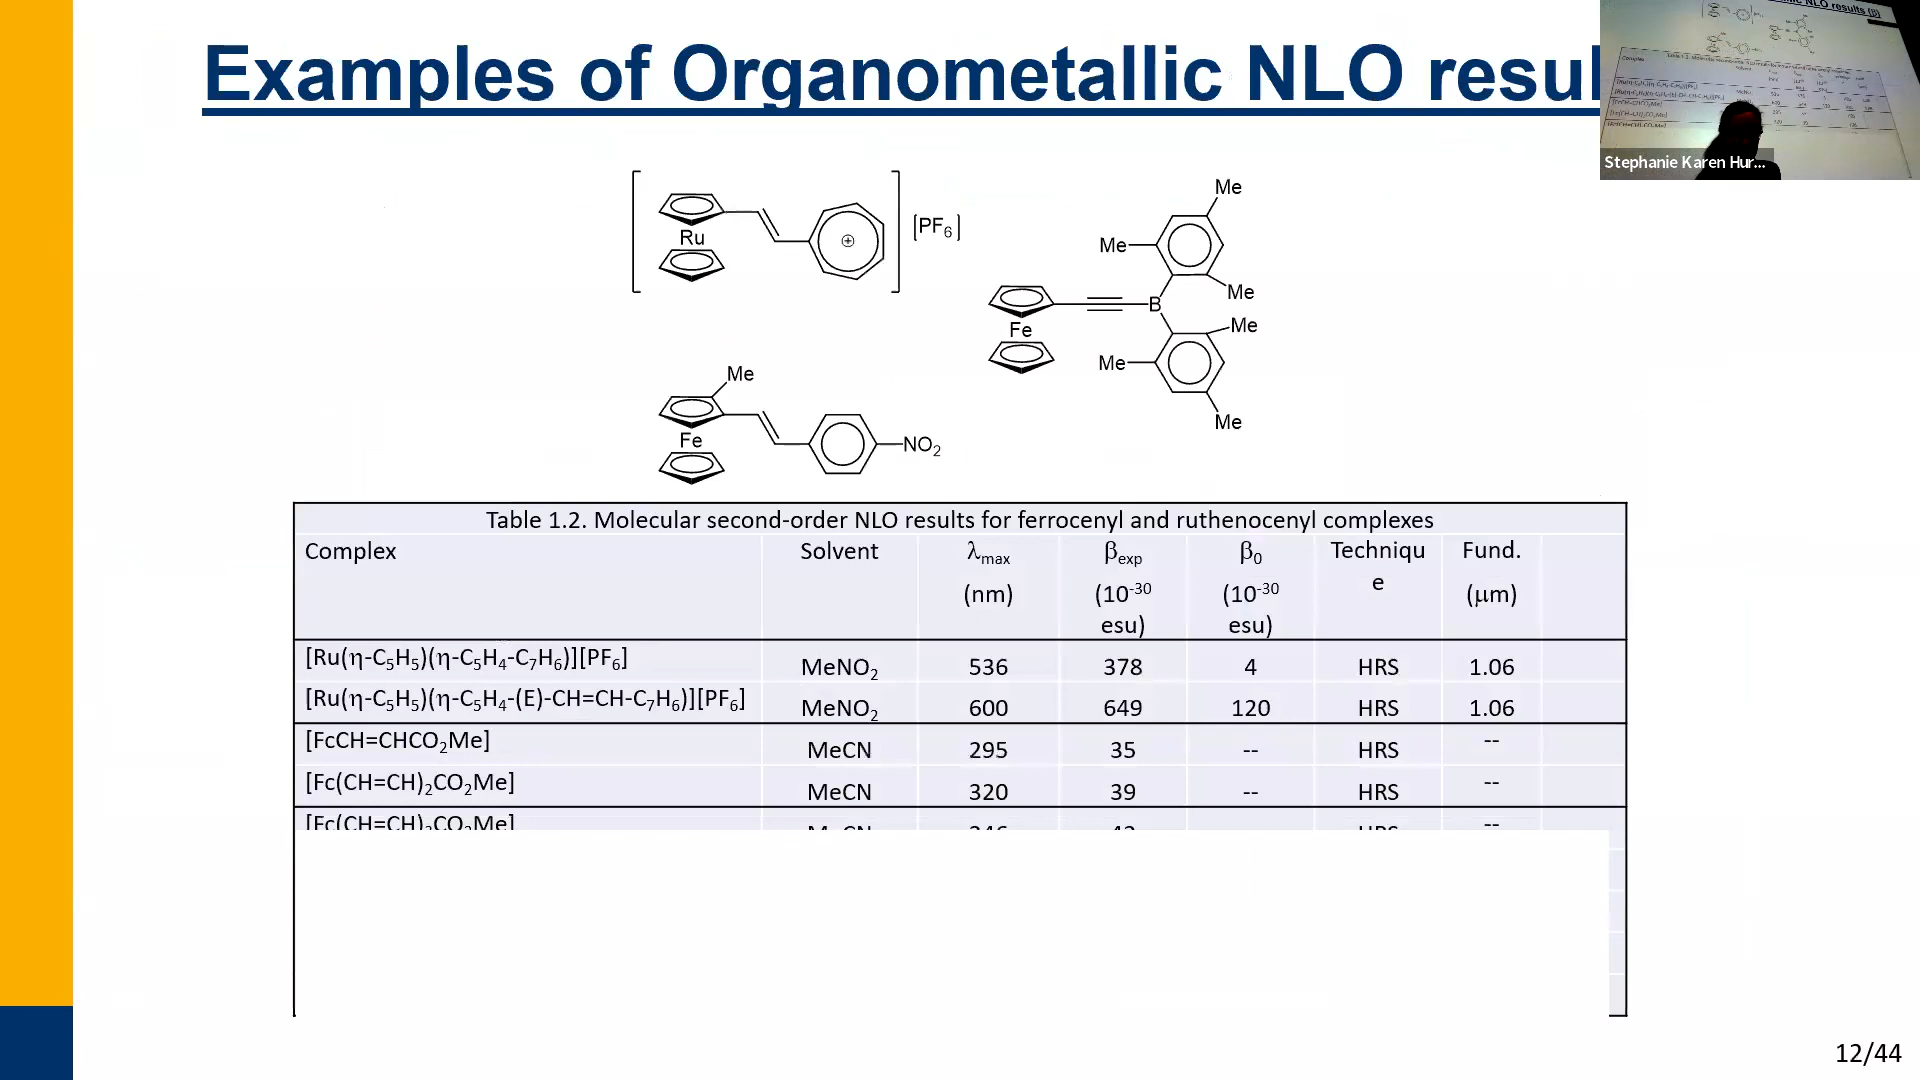 Examples of Organometallic NLO resul
Stephanie Karen Hur...
[PF6]
Ru
Me
Me
Me
B
Fe
Me
Me
Me
Me
Fe
NO2
Table 1.2. Molecular second-order NLO results for ferrocenyl and ruthenocenyl complexes
Complex Solvent λmax (nm) βexp (10-30 esu) β0 (10-30 esu) Technique Fund. (μm)
[Ru(η-C5H5)(η-C5H4-C7H6)][PF6] MeNO2 536 378 4 HRS 1.06
[Ru(η-C5H5)(η-C5H4-(E)-CH=CH-C7H6)][PF6] MeNO2 600 649 120 HRS 1.06
[FcCH=CHCO2Me] MeCN 295 35 -- HRS --
[Fc(CH=CH)2CO2Me] MeCN 320 39 -- HRS --
[Fc(CH=CH)3CO2Me] MeCN 346 HRS --
12/44